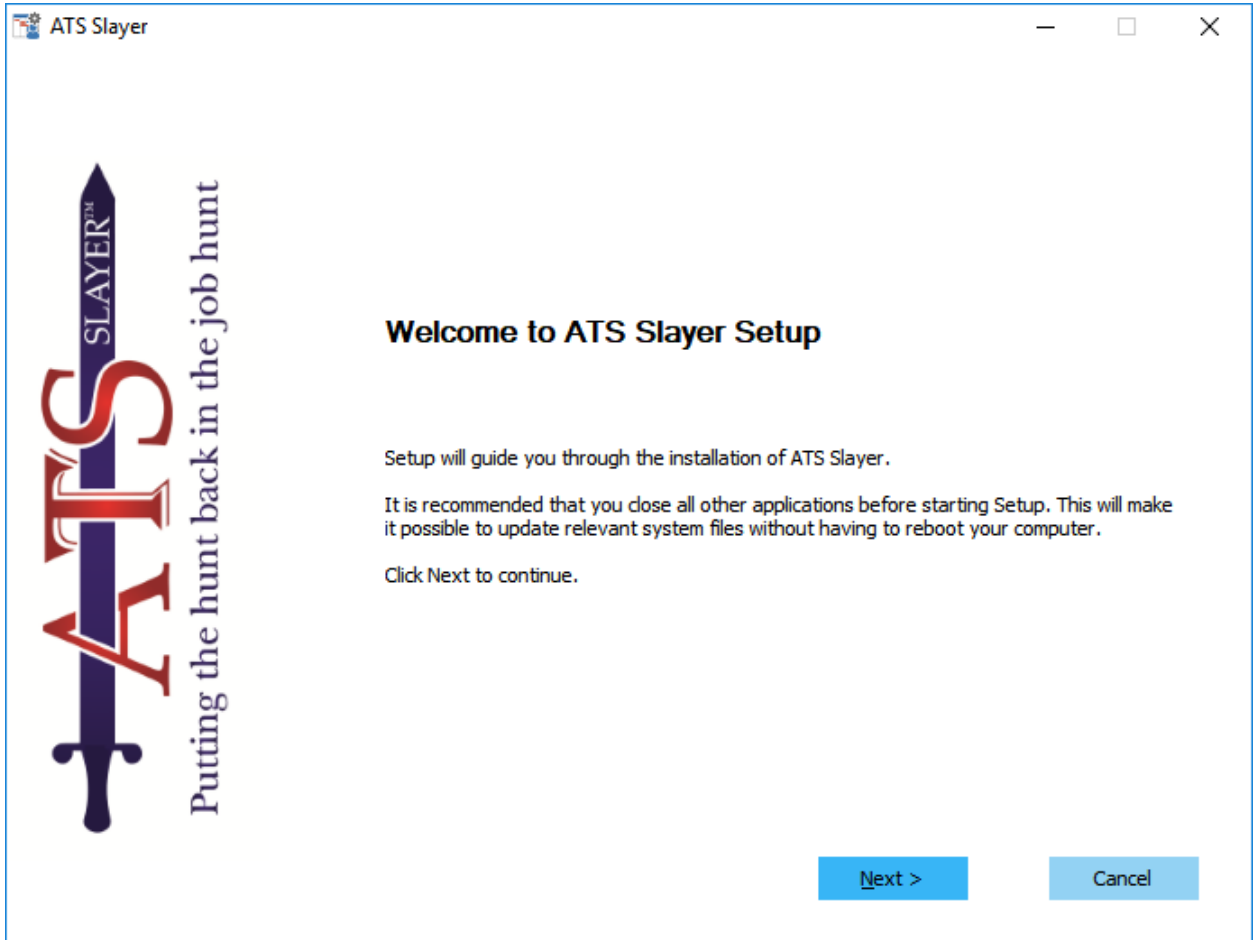 ATS Slayer
ATS SLAYER™
Putting the hunt back in the job hunt
Welcome to ATS Slayer Setup
Setup will guide you through the installation of ATS Slayer.
It is recommended that you close all other applications before starting Setup. This will make
it possible to update relevant system files without having to reboot your computer.
Click Next to continue.
Next >
Cancel